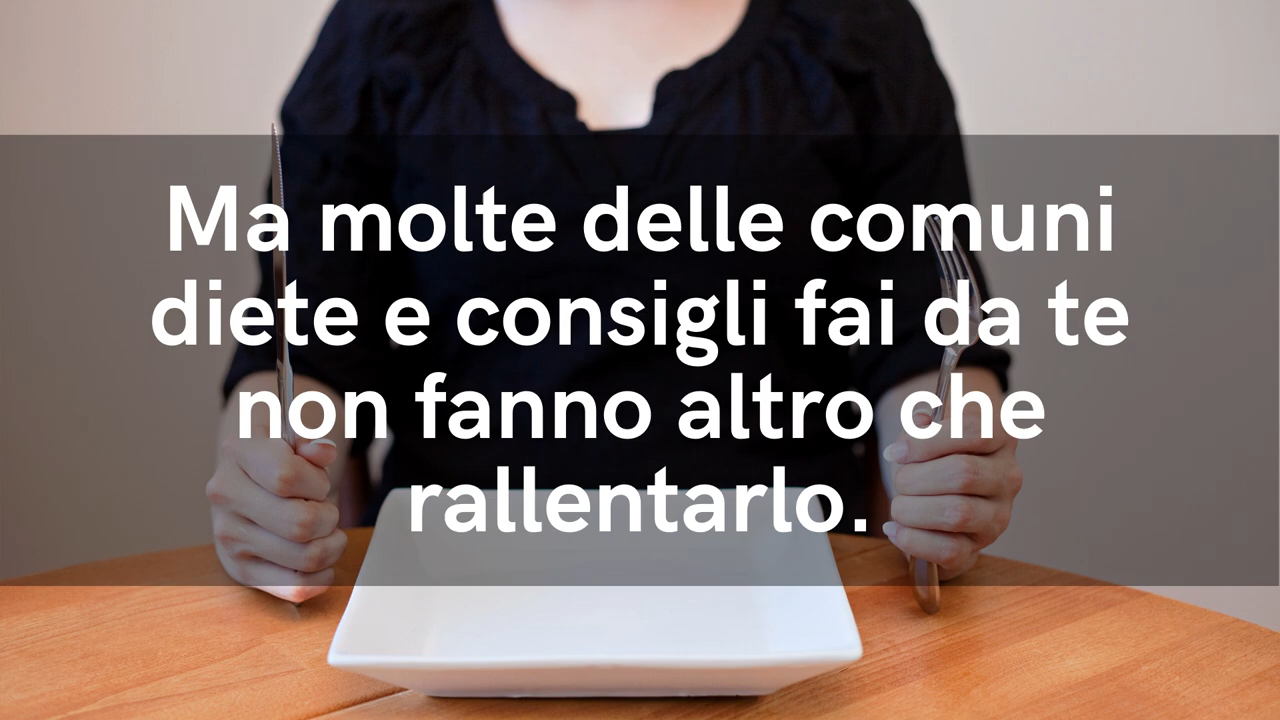 Ma molte delle comuni
diete e consigli fai da te
non fanno altro che
rallentarlo.